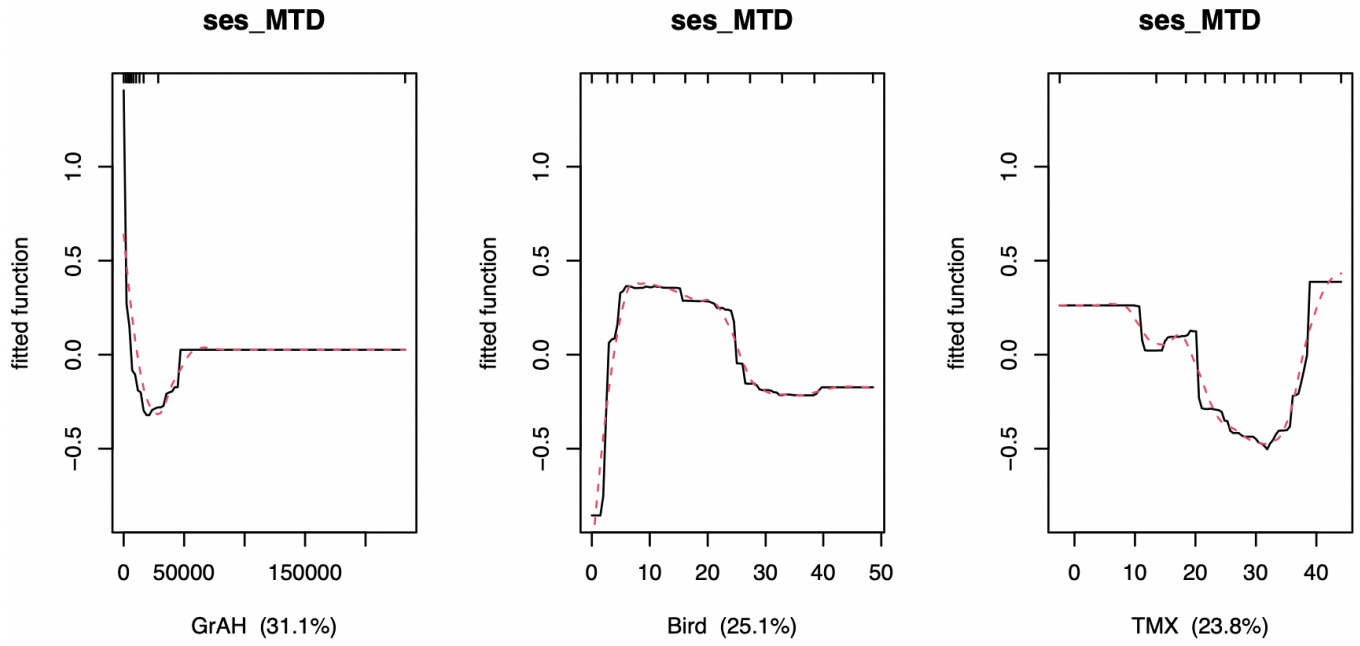 ses_MTD
fitted function
1.0
0.5
0.0
−0.5
0 50000 150000
GrAH (31.1%)
ses_MTD
fitted function
1.0
0.5
0.0
−0.5
0 10 20 30 40 50
Bird (25.1%)
ses_MTD
fitted function
1.0
0.5
0.0
−0.5
0 10 20 30 40
TMX (23.8%)